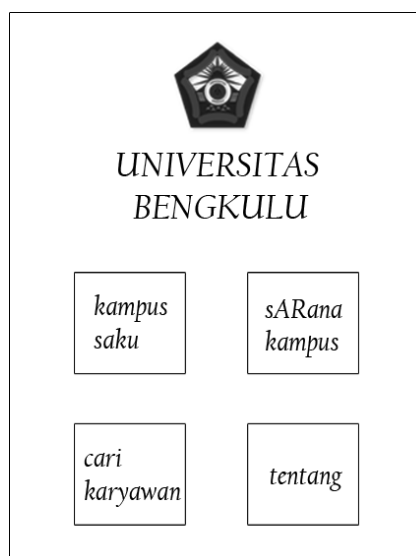 UNIVERSITAS
BENGKULU
kampus
saku
sARana
kampus
cari
karyawan
tentang